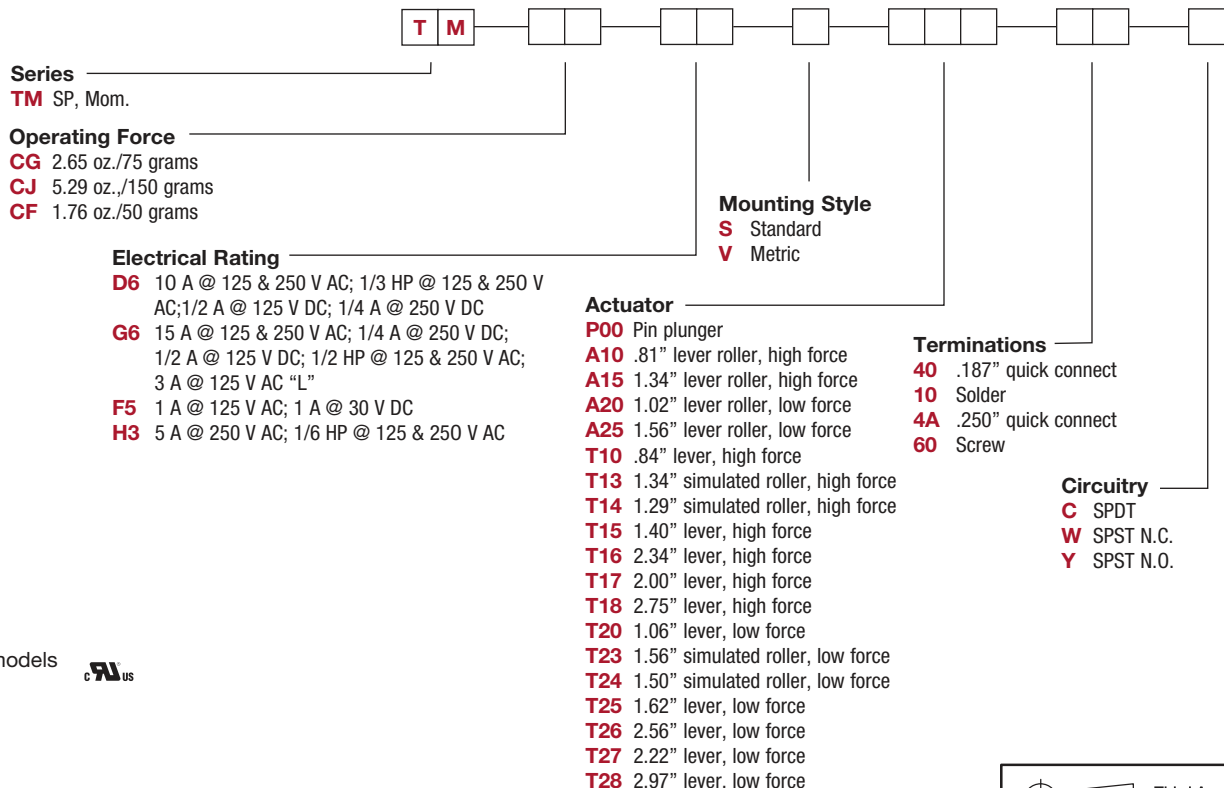 T M
Series
TM SP, Mom.
Operating Force
CG 2.65 oz./75 grams
CJ 5.29 oz.,/150 grams
CF 1.76 oz./50 grams
Electrical Rating
D6 10 A @ 125 & 250 V AC; 1/3 HP @ 125 & 250 V
AC;1/2 A @ 125 V DC; 1/4 A @ 250 V DC
G6 15 A @ 125 & 250 V AC; 1/4 A @ 250 V DC;
1/2 A @ 125 V DC; 1/2 HP @ 125 & 250 V AC;
3 A @ 125 V AC “L”
F5 1 A @ 125 V AC; 1 A @ 30 V DC
H3 5 A @ 250 V AC; 1/6 HP @ 125 & 250 V AC
Mounting Style
S Standard
V Metric
Actuator
P00 Pin plunger
A10 .81” lever roller, high force
A15 1.34” lever roller, high force
A20 1.02” lever roller, low force
A25 1.56” lever roller, low force
T10 .84” lever, high force
T13 1.34” simulated roller, high force
T14 1.29” simulated roller, high force
T15 1.40” lever, high force
T16 2.34” lever, high force
T17 2.00” lever, high force
T18 2.75” lever, high force
T20 1.06” lever, low force
T23 1.56” simulated roller, low force
T24 1.50” simulated roller, low force
T25 1.62” lever, low force
T26 2.56” lever, low force
T27 2.22” lever, low force
T28 2.97” lever, low force
Terminations
40 .187” quick connect
10 Solder
4A .250” quick connect
60 Screw
Circuitry
C SPDT
W SPST N.C.
Y SPST N.O.
models
c RU us